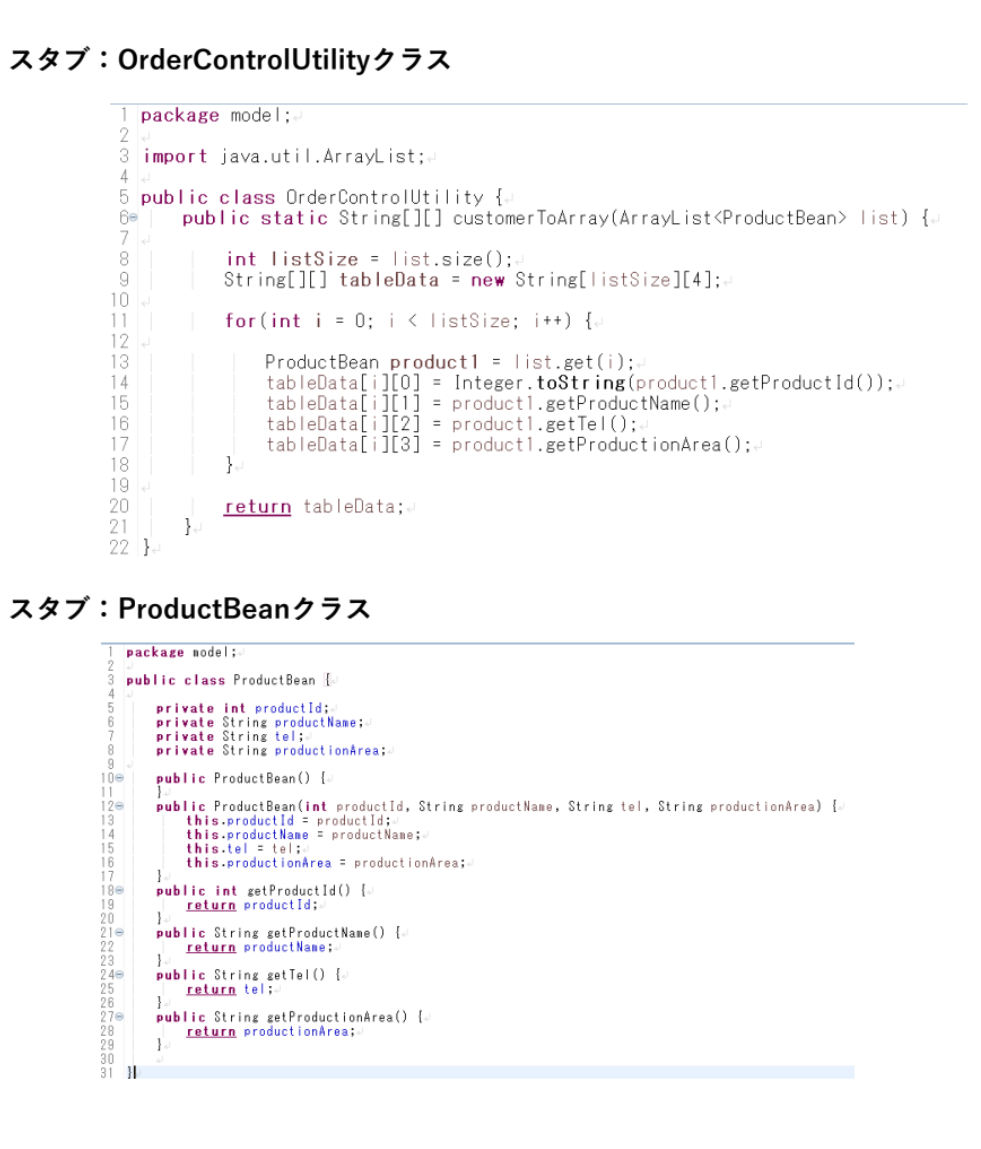 スタブ：OrderControlUtilityクラス
1 package model;
2
3 import java.util.ArrayList;
4
5 public class OrderControlUtility {
6 public static String[][] customerToArray(ArrayList<ProductBean> list) {
7
8 int listSize = list.size();
9 String[][] tableData = new String[listSize][4];
10
11 for(int i = 0; i < listSize; i++) {
12
13 ProductBean product1 = list.get(i);
14 tableData[i][0] = Integer.toString(product1.getProductId());
15 tableData[i][1] = product1.getProductName();
16 tableData[i][2] = product1.getTel();
17 tableData[i][3] = product1.getProductionArea();
18 }
19
20 return tableData;
21 }
22 }
スタブ：ProductBeanクラス
1 package model;
2
3 public class ProductBean {
4
5 private int productId;
6 private String productName;
7 private String tel;
8 private String productionArea;
9
10 public ProductBean() {
11 }
12 public ProductBean(int productId, String productName, String tel, String productionArea) {
13 this.productId = productId;
14 this.productName = productName;
15 this.tel = tel;
16 this.productionArea = productionArea;
17 }
18 public int getProductId() {
19 return productId;
20 }
21 public String getProductName() {
22 return productName;
23 }
24 public String getTel() {
25 return tel;
26 }
27 public String getProductionArea() {
28 return productionArea;
29 }
30
31 }